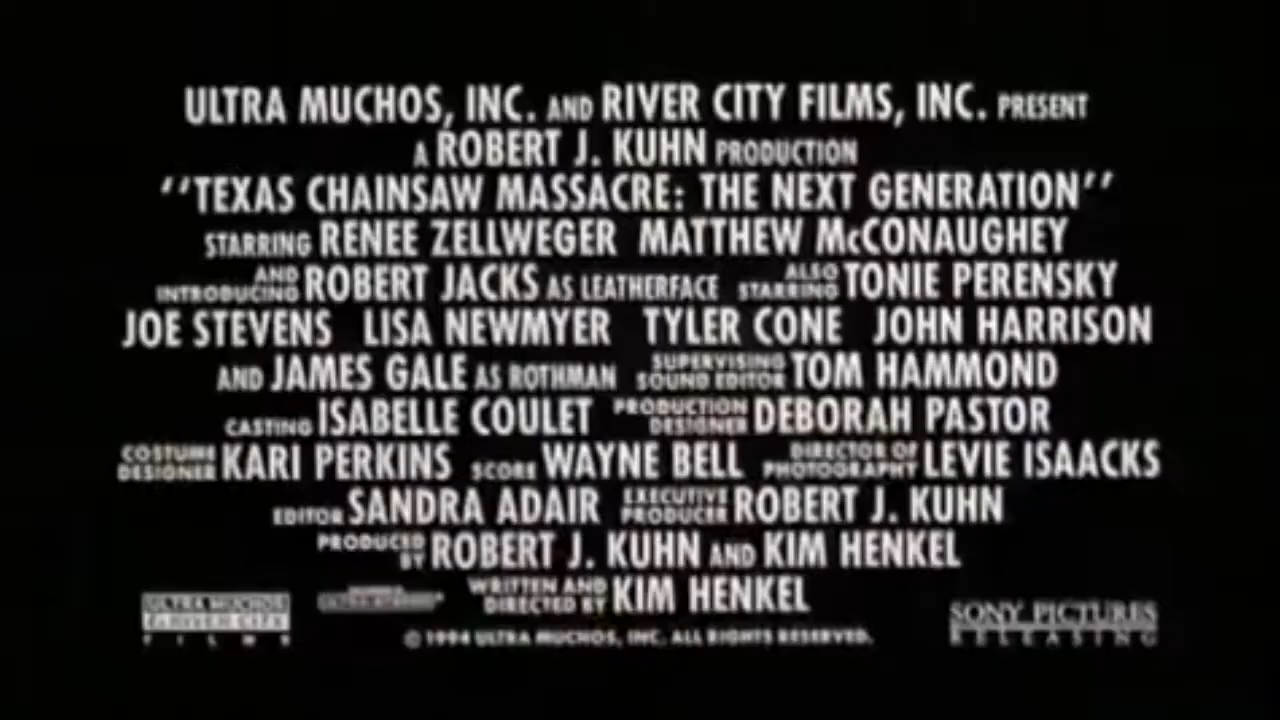 ULTRA MUCHOS, INC. AND RIVER CITY FILMS, INC. PRESENT
A ROBERT J. KUHN PRODUCTION
‘‘TEXAS CHAINSAW MASSACRE: THE NEXT GENERATION’’
STARRING RENEE ZELLWEGER MATTHEW McCONAUGHEY
AND INTRODUCING ROBERT JACKS AS LEATHERFACE ALSO STARRING TONIE PERENSKY
JOE STEVENS LISA NEWMYER TYLER CONE JOHN HARRISON
AND JAMES GALE AS ROTHMAN SUPERVISING SOUND EDITOR TOM HAMMOND
CASTING ISABELLE COULET PRODUCTION DESIGNER DEBORAH PASTOR
COSTUME DESIGNER KARI PERKINS SCORE WAYNE BELL DIRECTOR OF PHOTOGRAPHY LEVIE ISAACKS
EDITOR SANDRA ADAIR EXECUTIVE PRODUCER ROBERT J. KUHN
PRODUCED BY ROBERT J. KUHN AND KIM HENKEL
WRITTEN AND DIRECTED BY KIM HENKEL
ULTRA MUCHOS
& RIVER CITY
FILMS
© 1994 ULTRA MUCHOS, INC. ALL RIGHTS RESERVED.
SONY PICTURES
RELEASING